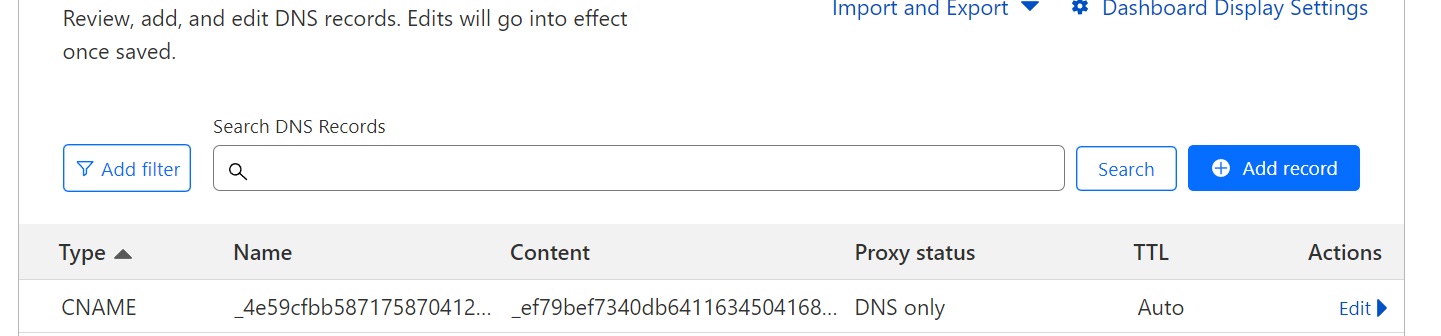 Review, add, and edit DNS records. Edits will go into effect
once saved.
Import and Export
Dashboard Display Settings
Search DNS Records
Add filter
Search
Add record
Type Name Content Proxy status TTL Actions
CNAME _4e59cfbb587175870412... _ef79bef7340db6411634504168... DNS only Auto Edit